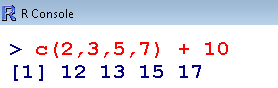 R Console
> c(2,3,5,7) + 10
[1] 12 13 15 17